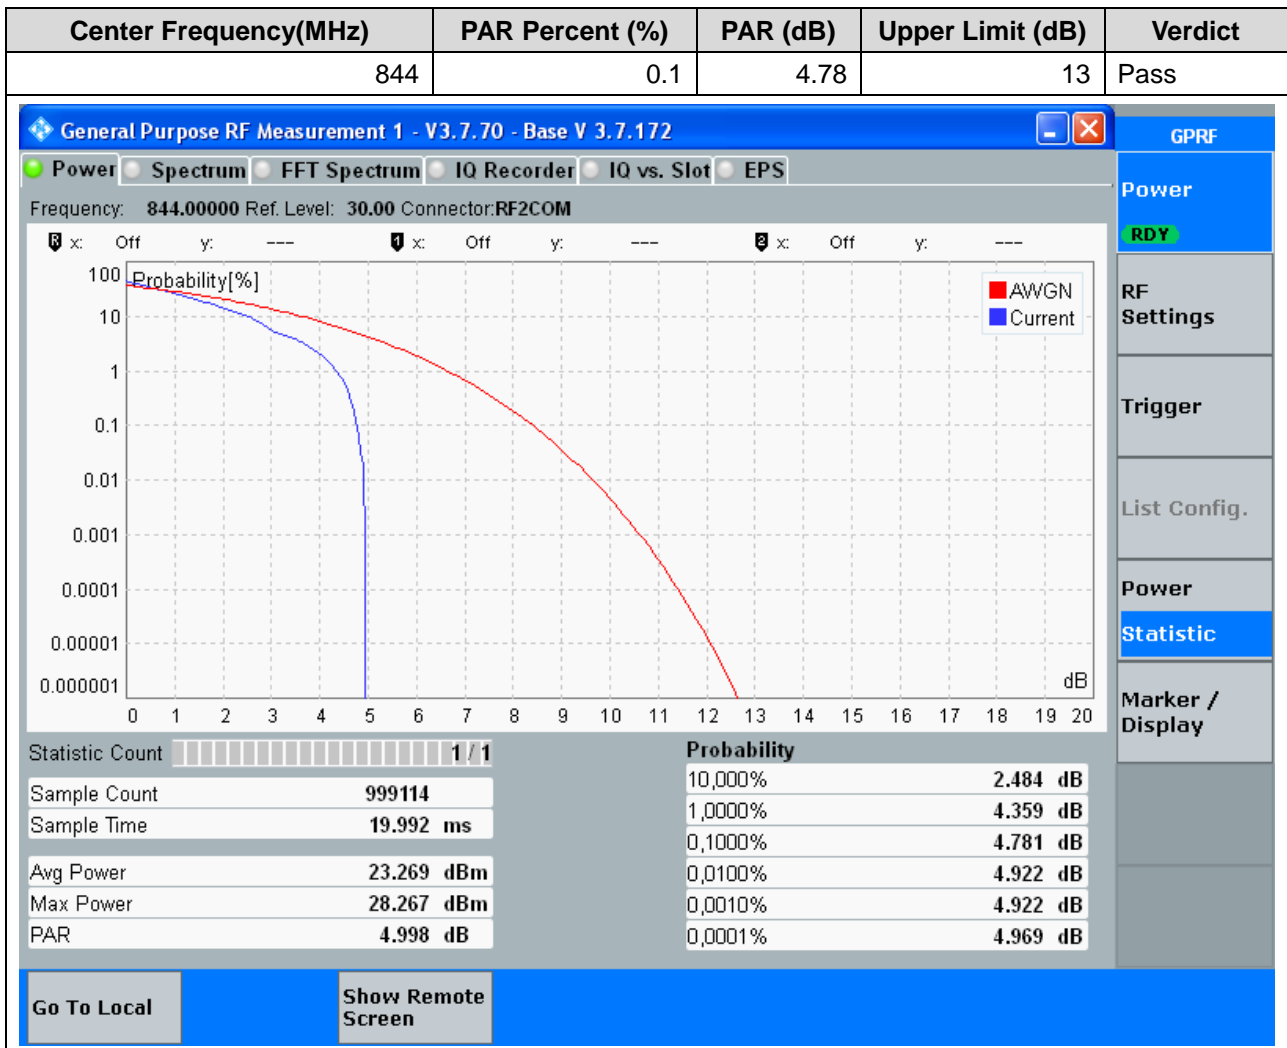 Center Frequency(MHz) PAR Percent (%) PAR (dB) Upper Limit (dB) Verdict
844 0.1 4.78 13 Pass
General Purpose RF Measurement 1 - V3.7.70 - Base V 3.7.172
GPRF
Power Spectrum FFT Spectrum IQ Recorder IQ vs. Slot EPS
Frequency: 844.00000 Ref. Level: 30.00 Connector:RF2COM
R x: Off y: --- 1 x: Off y: --- 2 x: Off y: ---
Probability[%]
AWGN
Current
100
10
1
0.1
0.01
0.001
0.0001
0.00001
0.000001
dB
0 1 2 3 4 5 6 7 8 9 10 11 12 13 14 15 16 17 18 19 20
Statistic Count 1 / 1
Sample Count 999114
Sample Time 19.992 ms
Avg Power 23.269 dBm
Max Power 28.267 dBm
PAR 4.998 dB
Probability
10,000% 2.484 dB
1,0000% 4.359 dB
0,1000% 4.781 dB
0,0100% 4.922 dB
0,0010% 4.922 dB
0,0001% 4.969 dB
Power
RDY
RF
Settings
Trigger
List Config.
Power
Statistic
Marker /
Display
Go To Local
Show Remote
Screen